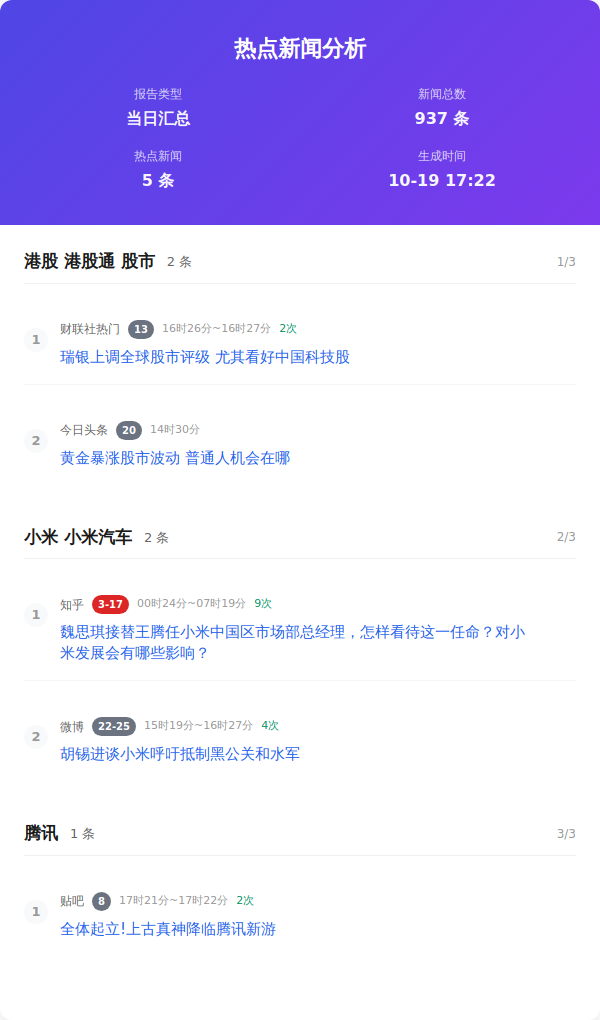 热点新闻分析
报告类型
新闻总数
当日汇总
937 条
热点新闻
生成时间
5 条
10-19 17:22
港股 港股通 股市 2 条 1/3
1 财联社热门 13 16时26分~16时27分 2次
瑞银上调全球股市评级 尤其看好中国科技股
2 今日头条 20 14时30分
黄金暴涨股市波动 普通人机会在哪
小米 小米汽车 2 条 2/3
1 知乎 3-17 00时24分~07时19分 9次
魏思琪接替王腾任小米中国区市场部总经理，怎样看待这一任命？对小
米发展会有哪些影响？
2 微博 22-25 15时19分~16时27分 4次
胡锡进谈小米呼吁抵制黑公关和水军
腾讯 1 条 3/3
1 贴吧 8 17时21分~17时22分 2次
全体起立!上古真神降临腾讯新游